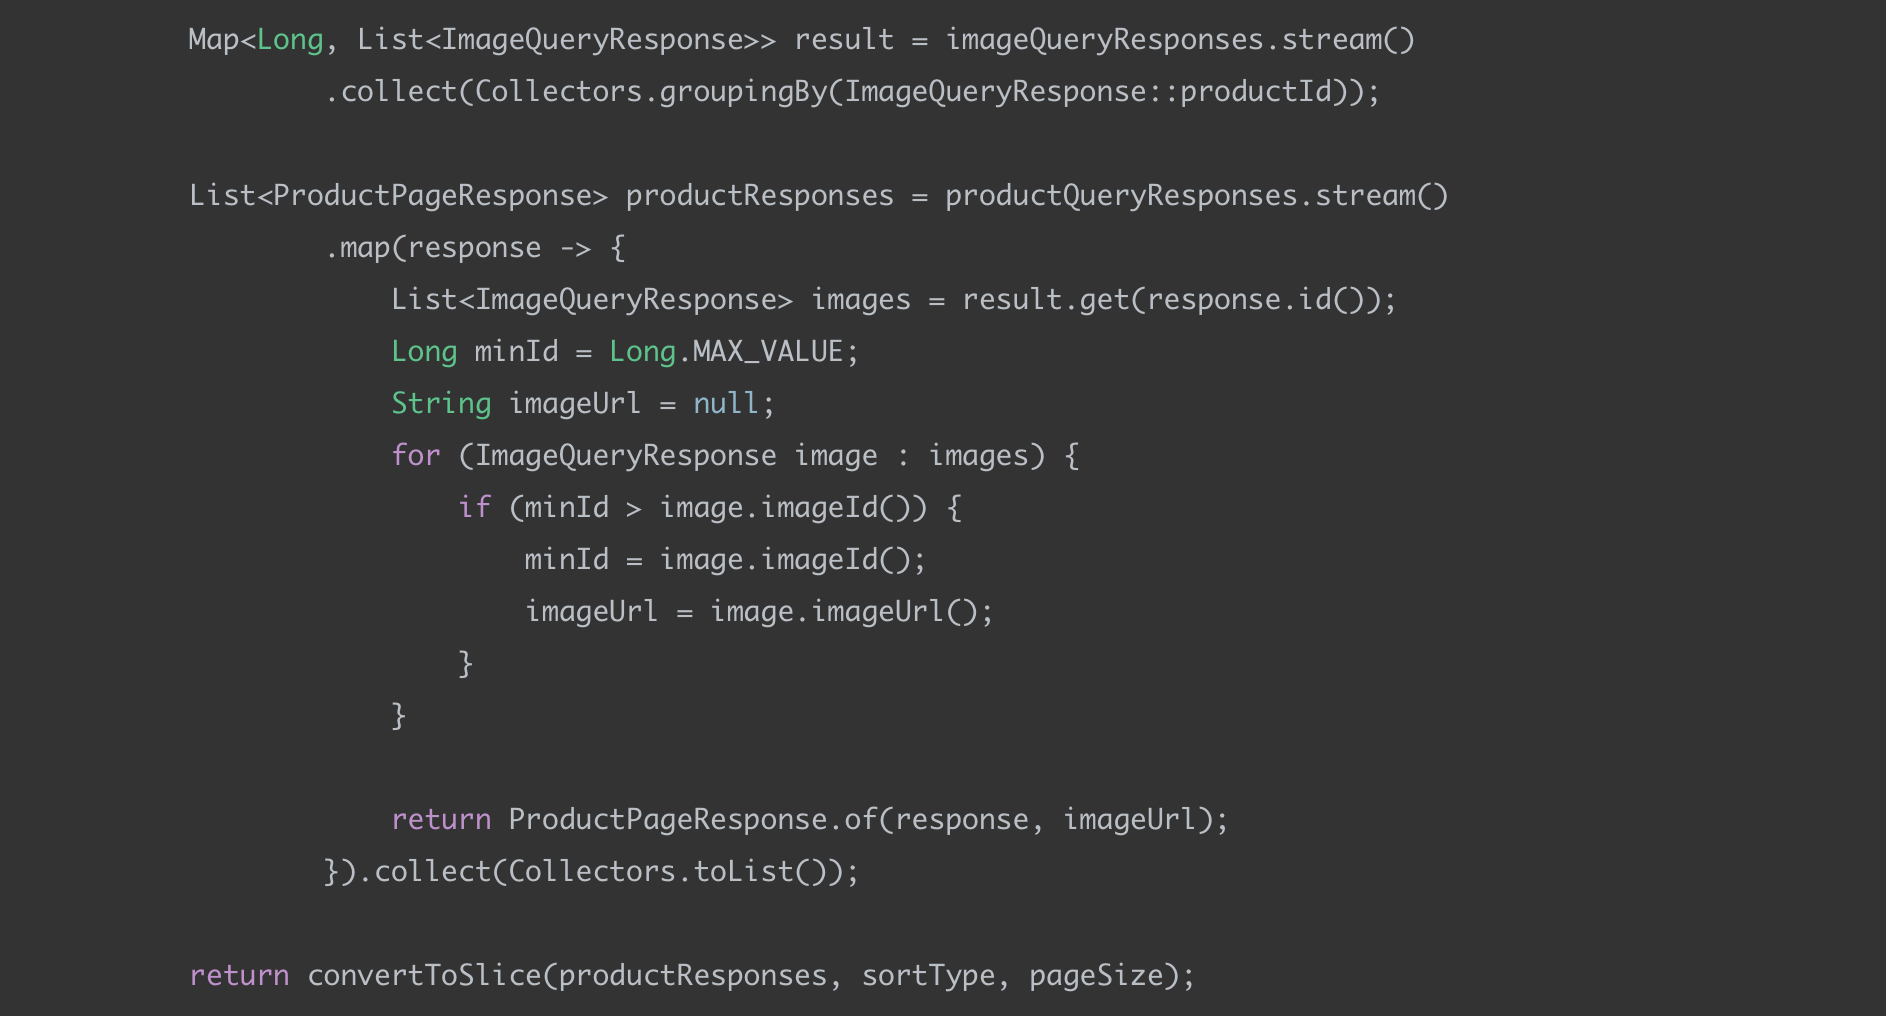 Map<Long, List<ImageQueryResponse>> result = imageQueryResponses.stream()
.collect(Collectors.groupingBy(ImageQueryResponse::productId));
List<ProductPageResponse> productResponses = productQueryResponses.stream()
.map(response -> {
List<ImageQueryResponse> images = result.get(response.id());
Long minId = Long.MAX_VALUE;
String imageUrl = null;
for (ImageQueryResponse image : images) {
if (minId > image.imageId()) {
minId = image.imageId();
imageUrl = image.imageUrl();
}
}
return ProductPageResponse.of(response, imageUrl);
}).collect(Collectors.toList());
return convertToSlice(productResponses, sortType, pageSize);